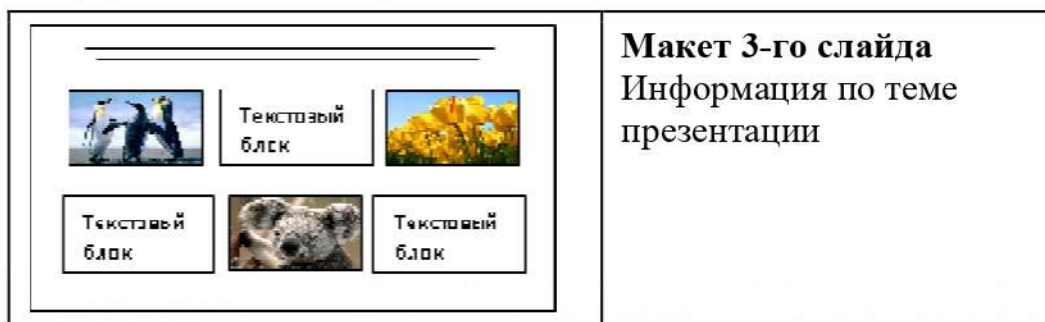 Макет 3-го слайда
Информация по теме
презентации
Текстовый
блок
Текстовый
блок
Текстовый
блок